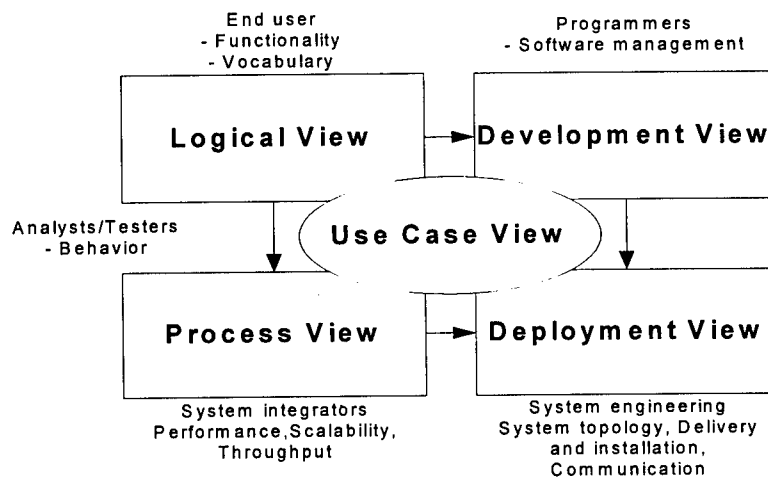 End user
- Functionality
- Vocabulary
Programmers
- Software management
Logical View
Development View
Analysts/Testers
- Behavior
Use Case View
Process View
Deployment View
System integrators
Performance,Scalability,
Throughput
System engineering
System topology, Delivery
and installation,
Communication